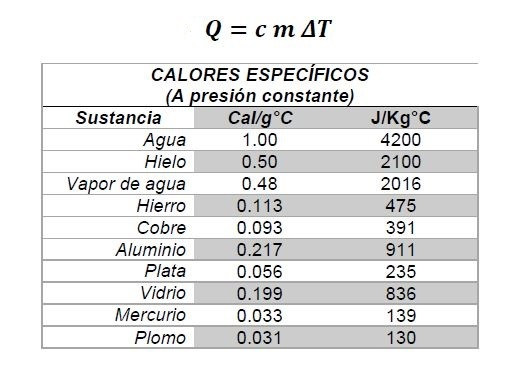 Q = c m ΔT
CALORES ESPECÍFICOS
(A presión constante)
Sustancia Cal/g°C J/Kg°C
Agua 1.00 4200
Hielo 0.50 2100
Vapor de agua 0.48 2016
Hierro 0.113 475
Cobre 0.093 391
Aluminio 0.217 911
Plata 0.056 235
Vidrio 0.199 836
Mercurio 0.033 139
Plomo 0.031 130